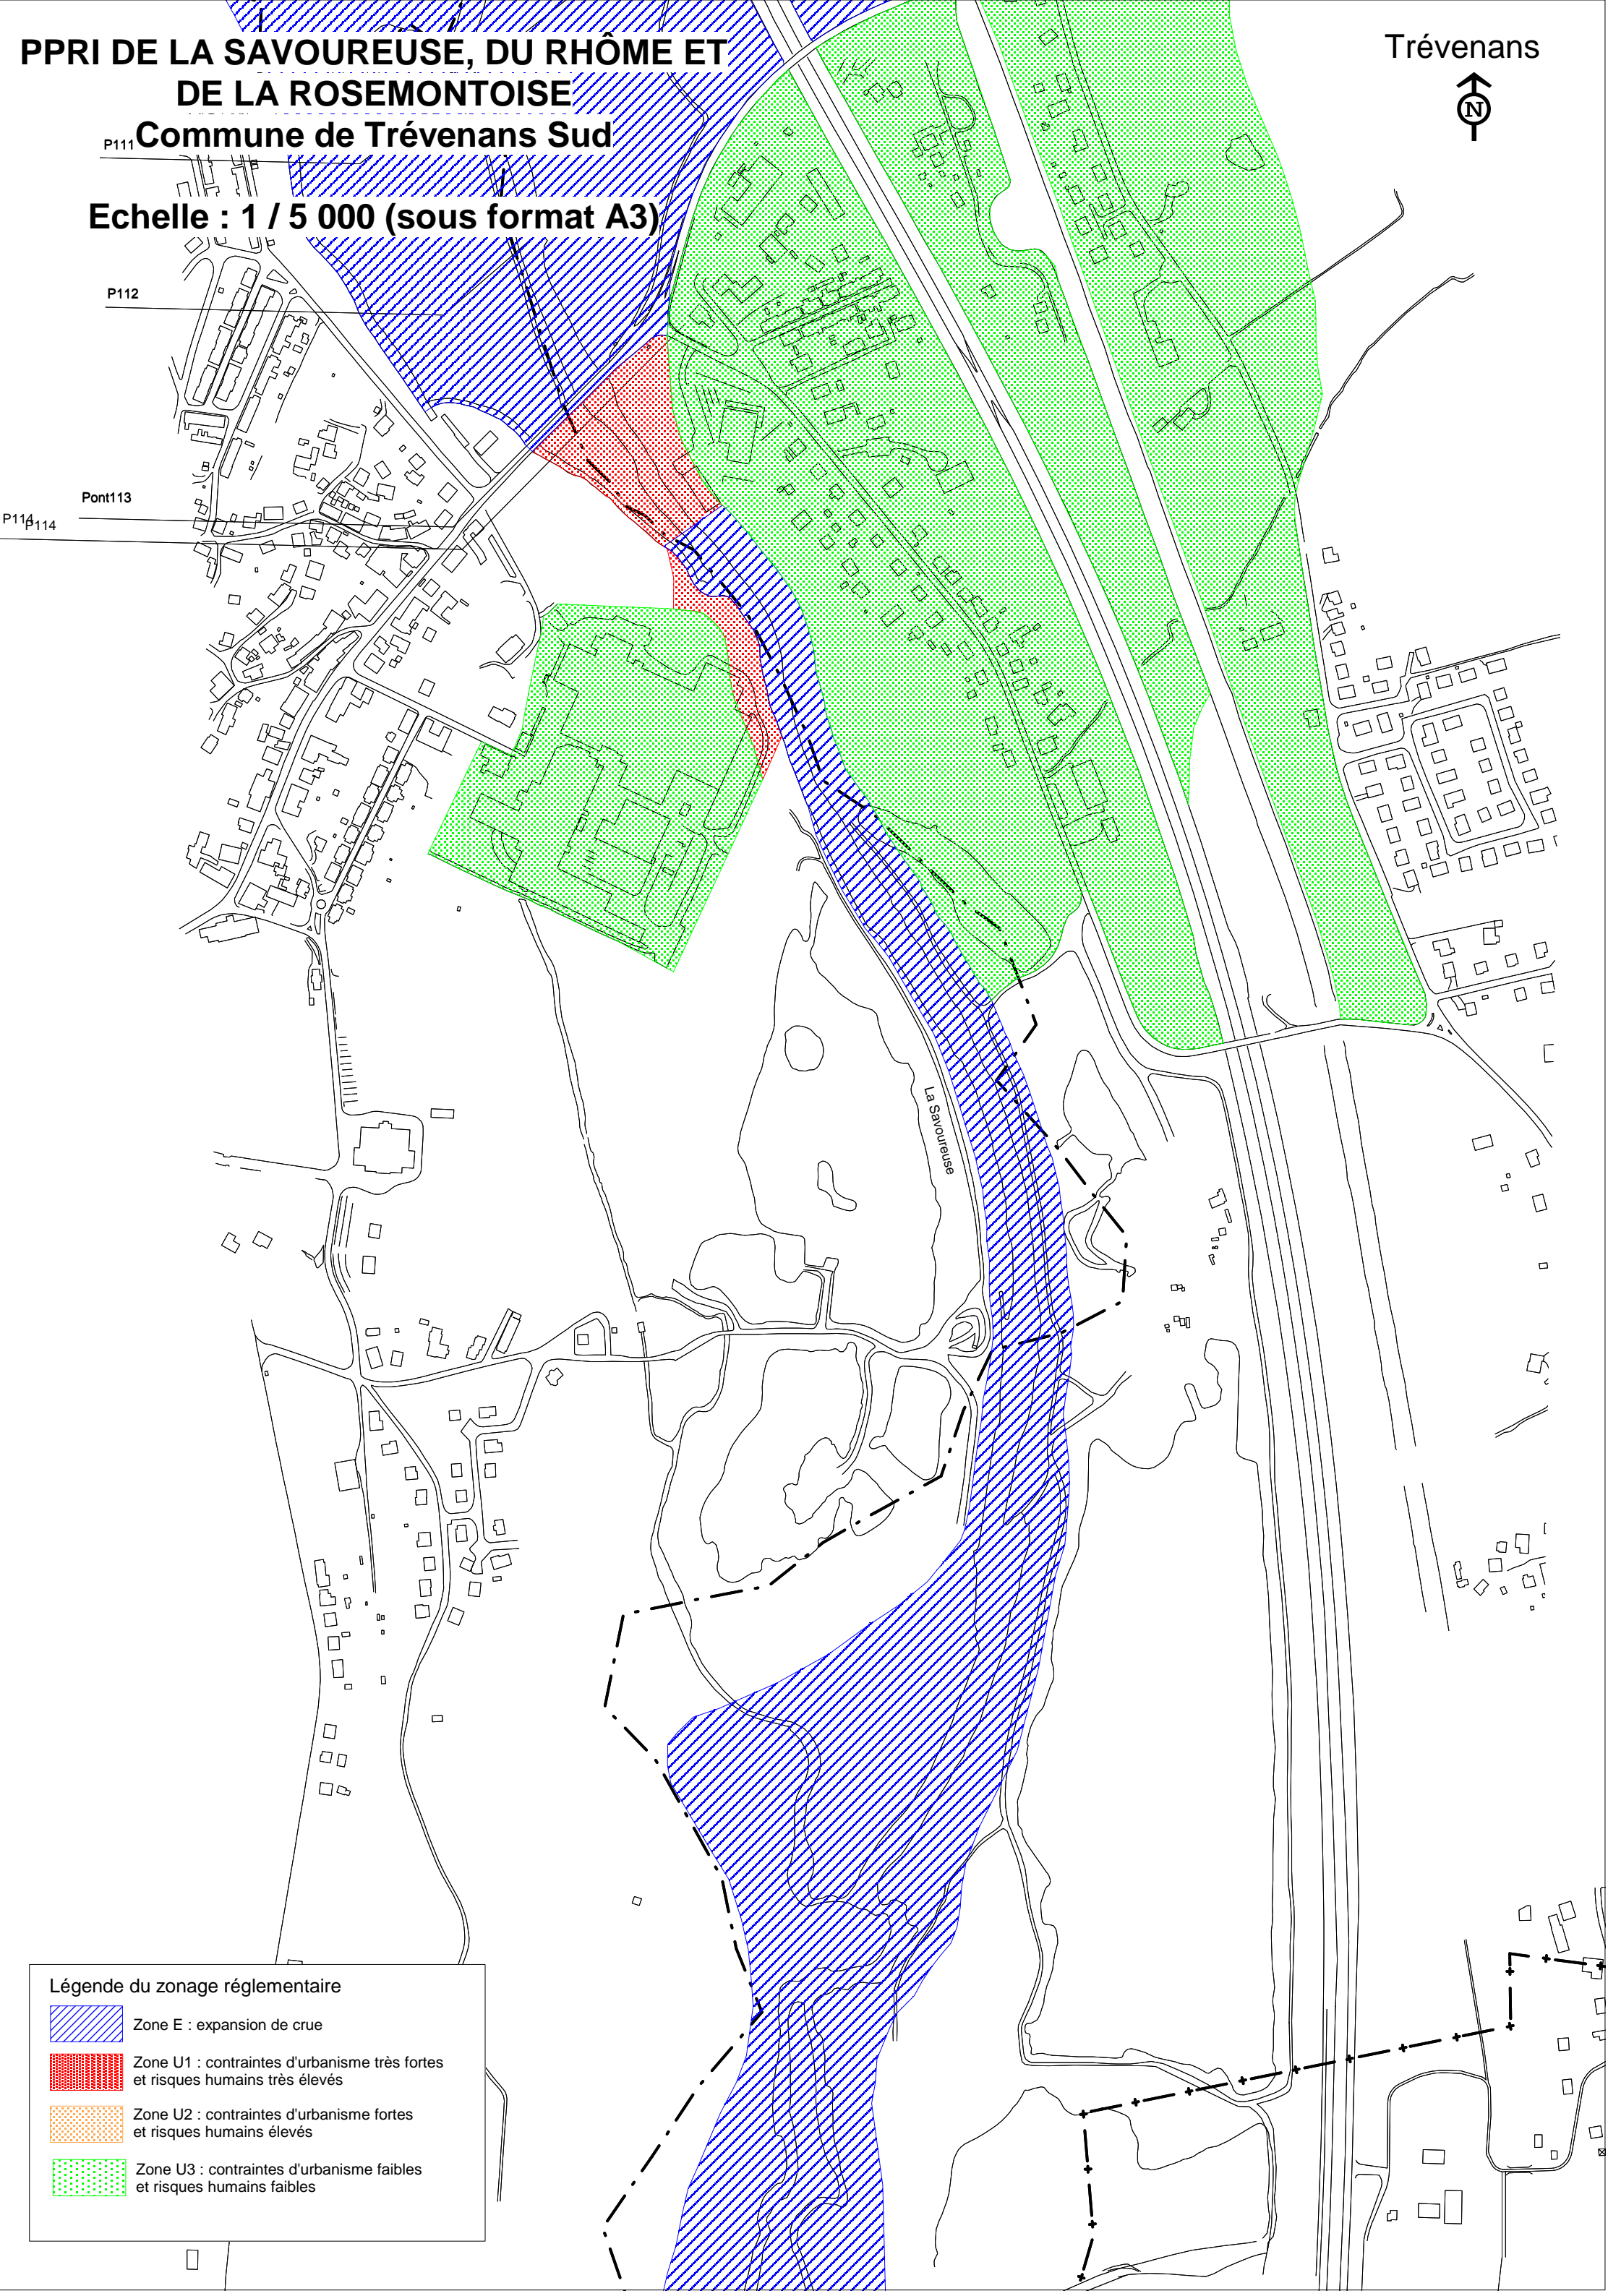 PPRI DE LA SAVOUREUSE, DU RHÔME ET
DE LA ROSEMONTOISE
Commune de Trévenans Sud
Echelle : 1 / 5 000 (sous format A3)
Trévenans
N
P111
P112
Pont113
P114
P114
La Savoureuse
Légende du zonage réglementaire
Zone E : expansion de crue
Zone U1 : contraintes d'urbanisme très fortes
et risques humains très élevés
Zone U2 : contraintes d'urbanisme fortes
et risques humains élevés
Zone U3 : contraintes d'urbanisme faibles
et risques humains faibles